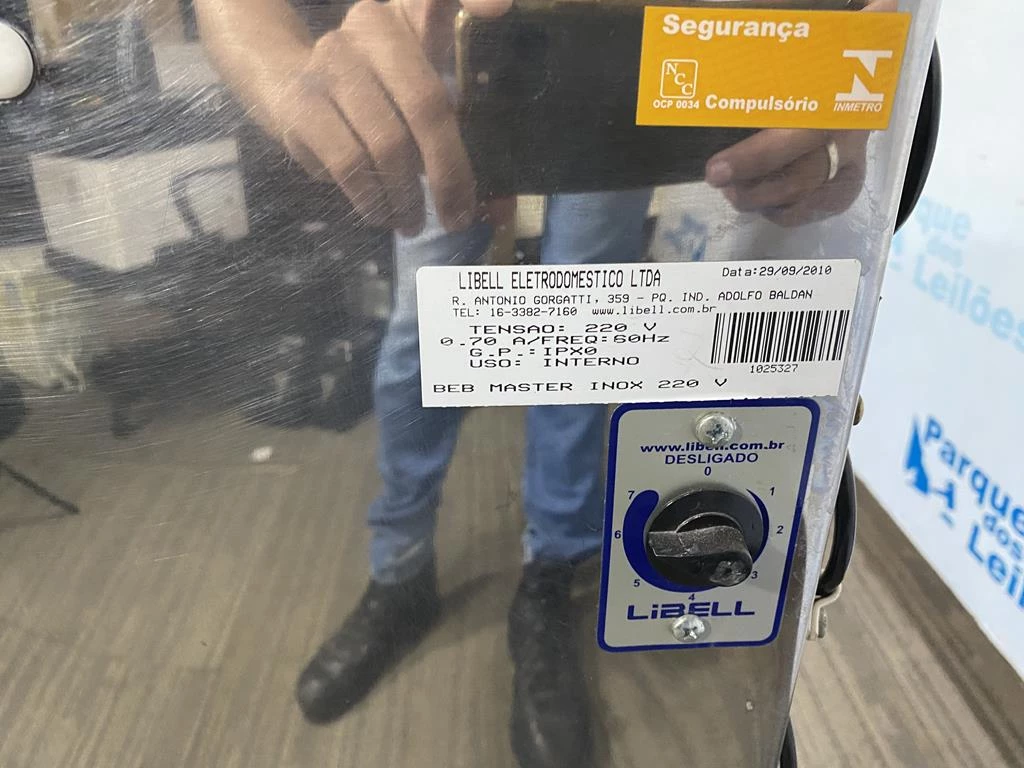 Segurança
NCC
OCP 0034
Compulsório
INMETRO
LIBELL ELETRODOMESTICO LTDA
Data:29/09/2010
R. ANTONIO GORGATTI, 359 - PQ. IND. ADOLFO BALDAN
TEL: 16-3382-7160 www.libell.com.br
TENSAO: 220 V
0.70 A/FREQ:60Hz
G.P.:IPX0
USO: INTERNO
1025327
BEB MASTER INOX 220 V
www.libell.com.br
DESLIGADO
0
1
2
3
4
5
6
7
LiBELL
Parque
dos
Leilões
Parque
dos
Leil